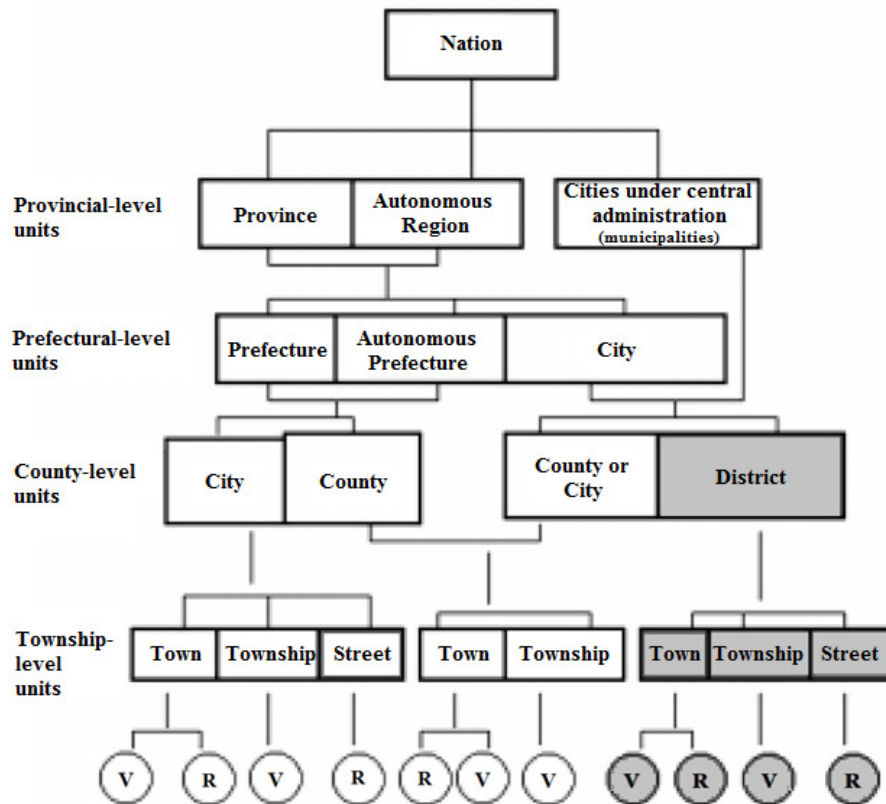 Nation
Provincial-level
units
Province
Autonomous
Region
Cities under central
administration
(municipalities)
Prefectural-level
units
Prefecture
Autonomous
Prefecture
City
County-level
units
City
County
County or
City
District
Township-
level
units
Town
Township
Street
Town
Township
Town
Township
Street
V
R
V
R
R
V
V
V
R
V
R